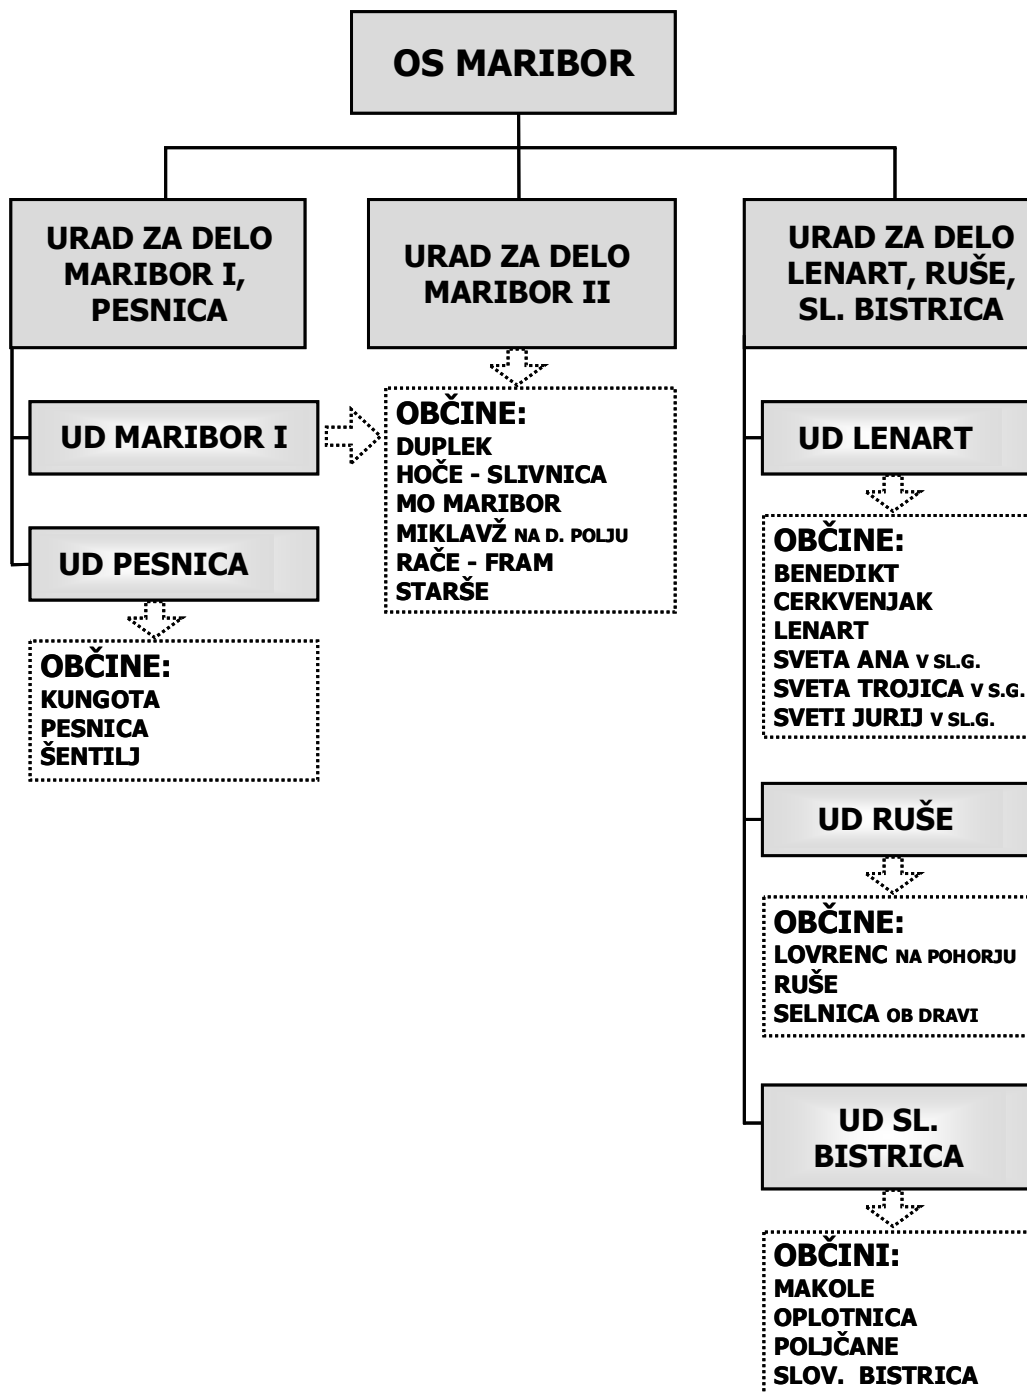 OS MARIBOR
URAD ZA DELO
MARIBOR I,
PESNICA
UD MARIBOR I
UD PESNICA
OBČINE:
KUNGOTA
PESNICA
ŠENTILJ
URAD ZA DELO
MARIBOR II
OBČINE:
DUPLEK
HOČE - SLIVNICA
MO MARIBOR
MIKLAVŽ NA D. POLJU
RAČE - FRAM
STARŠE
URAD ZA DELO
LENART, RUŠE,
SL. BISTRICA
UD LENART
OBČINE:
BENEDIKT
CERKVENJAK
LENART
SVETA ANA V SL.G.
SVETA TROJICA V S.G.
SVETI JURIJ V SL.G.
UD RUŠE
OBČINE:
LOVRENC NA POHORJU
RUŠE
SELNICA OB DRAVI
UD SL.
BISTRICA
OBČINI:
MAKOLE
OPLOTNICA
POLJČANE
SLOV. BISTRICA